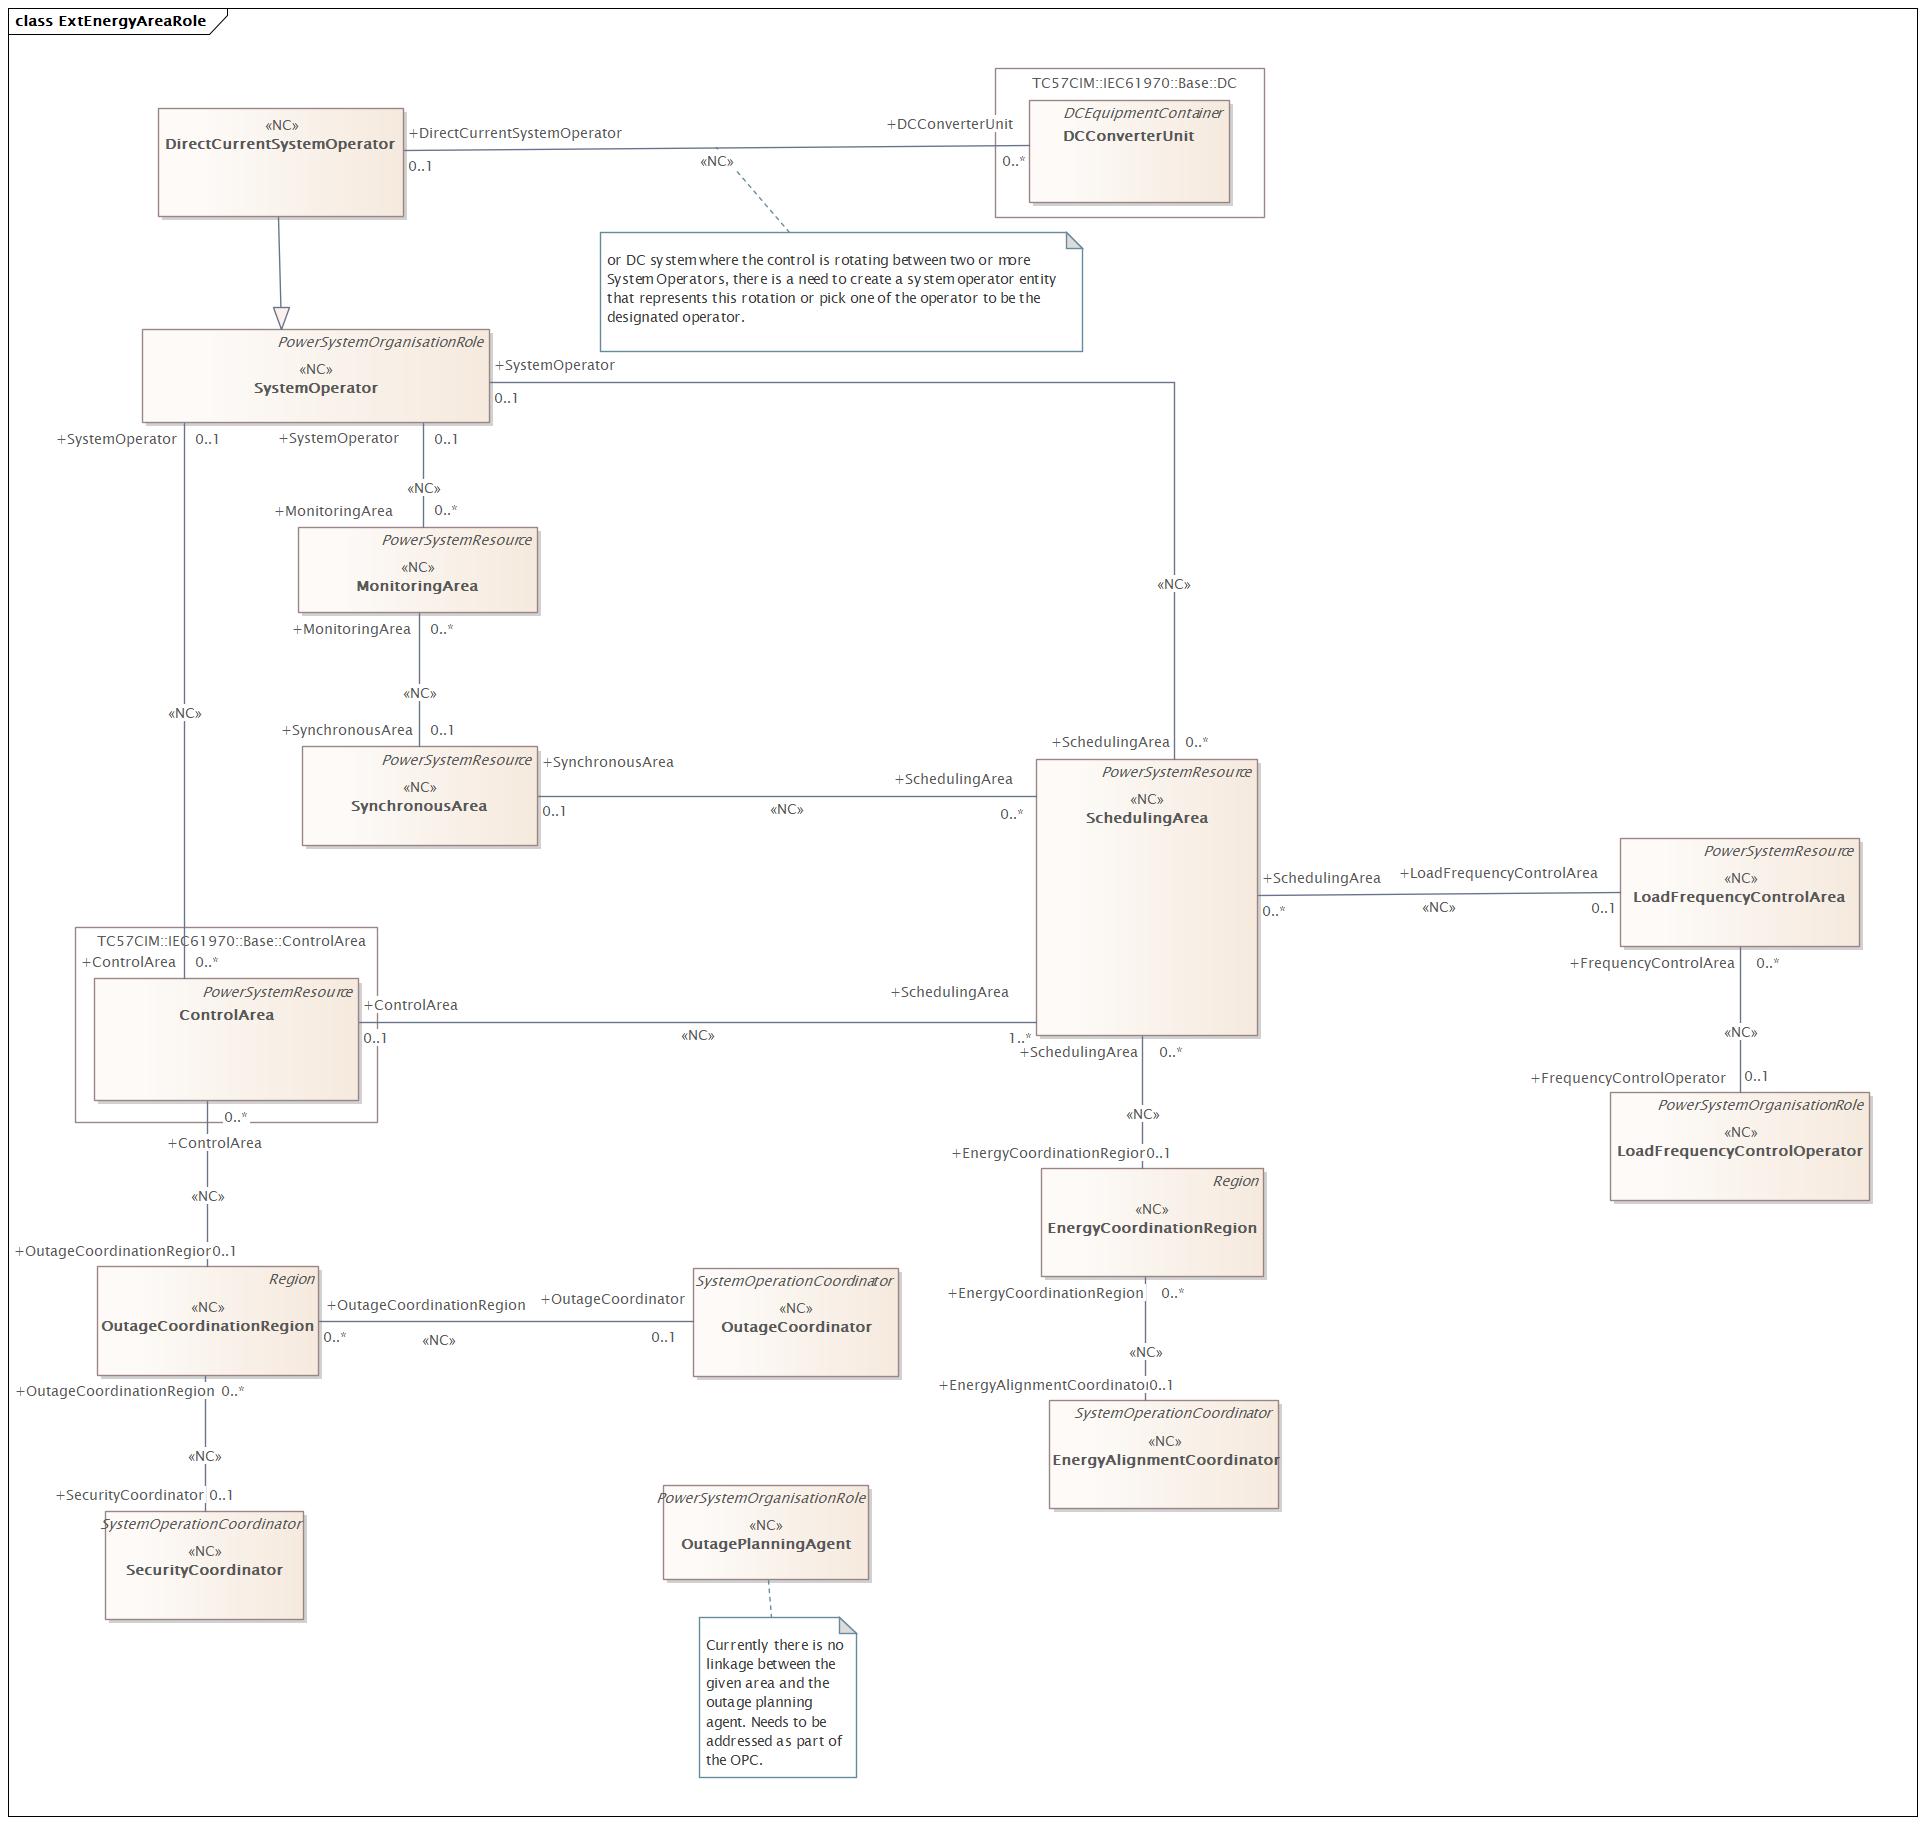 class ExtEnergyAreaRole
TC57CIM::IEC61970::Base::DC
DCEquipmentContainer
DCConverterUnit
«NC»
DirectCurrentSystemOperator
+DirectCurrentSystemOperator
0..1
+DCConverterUnit
0..*
«NC»
or DC system where the control is rotating between two or more
System Operators, there is a need to create a system operator entity
that represents this rotation or pick one of the operator to be the
designated operator.
PowerSystemOrganisationRole
«NC»
SystemOperator
+SystemOperator
0..1
+SystemOperator
0..1
+SystemOperator
0..1
«NC»
+MonitoringArea
0..*
PowerSystemResource
«NC»
MonitoringArea
«NC»
+MonitoringArea
0..*
«NC»
«NC»
+SynchronousArea
0..1
PowerSystemResource
«NC»
SynchronousArea
+SynchronousArea
0..1
«NC»
+SchedulingArea
0..*
+SchedulingArea
0..*
PowerSystemResource
«NC»
SchedulingArea
+SchedulingArea
0..*
«NC»
+LoadFrequencyControlArea
0..1
PowerSystemResource
«NC»
LoadFrequencyControlArea
+FrequencyControlArea
0..*
«NC»
+FrequencyControlOperator
0..1
PowerSystemOrganisationRole
«NC»
LoadFrequencyControlOperator
TC57CIM::IEC61970::Base::ControlArea
+ControlArea
0..*
PowerSystemResource
ControlArea
+ControlArea
0..1
«NC»
+SchedulingArea
1..*
+SchedulingArea
0..*
«NC»
+EnergyCoordinationRegior
0..1
Region
«NC»
EnergyCoordinationRegion
+EnergyCoordinationRegion
0..*
«NC»
+EnergyAlignmentCoordinato
0..1
SystemOperationCoordinator
«NC»
EnergyAlignmentCoordinator
0..*
+ControlArea
«NC»
+OutageCoordinationRegior
0..1
Region
«NC»
OutageCoordinationRegion
+OutageCoordinationRegion
0..*
«NC»
+OutageCoordinator
0..1
SystemOperationCoordinator
«NC»
OutageCoordinator
+OutageCoordinationRegion
0..*
«NC»
+SecurityCoordinator
0..1
SystemOperationCoordinator
«NC»
SecurityCoordinator
PowerSystemOrganisationRole
«NC»
OutagePlanningAgent
Currently there is no
linkage between the
given area and the
outage planning
agent. Needs to be
addressed as part of
the OPC.